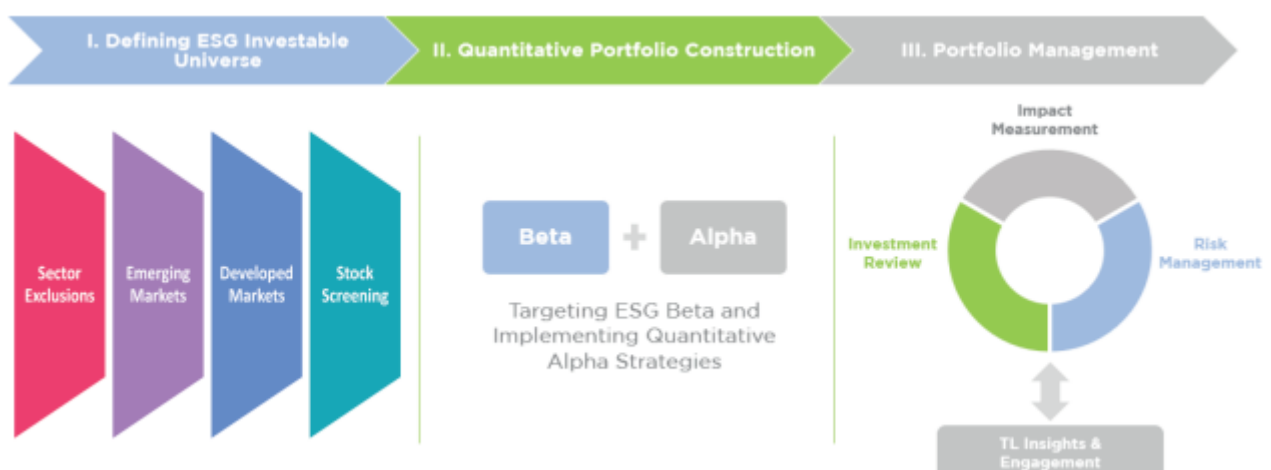 I. Defining ESG Investable
Universe
II. Quantitative Portfolio Construction
III. Portfolio Management
Sector
Exclusions
Emerging
Markets
Developed
Markets
Stock
Screening
Beta
+
Alpha
Targeting ESG Beta and
Implementing Quantitative
Alpha Strategies
Impact
Measurement
Investment
Review
Risk
Management
TL Insights &
Engagement